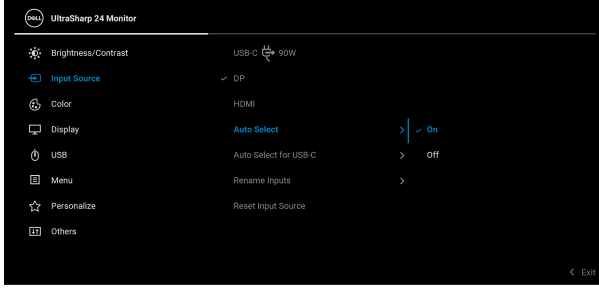 DELL UltraSharp 24 Monitor
Brightness/Contrast
USB-C 90W
Input Source
DP
Color
HDMI
Display
Auto Select
On
USB
Auto Select for USB-C
Off
Menu
Rename Inputs
Personalize
Reset Input Source
Others
Exit